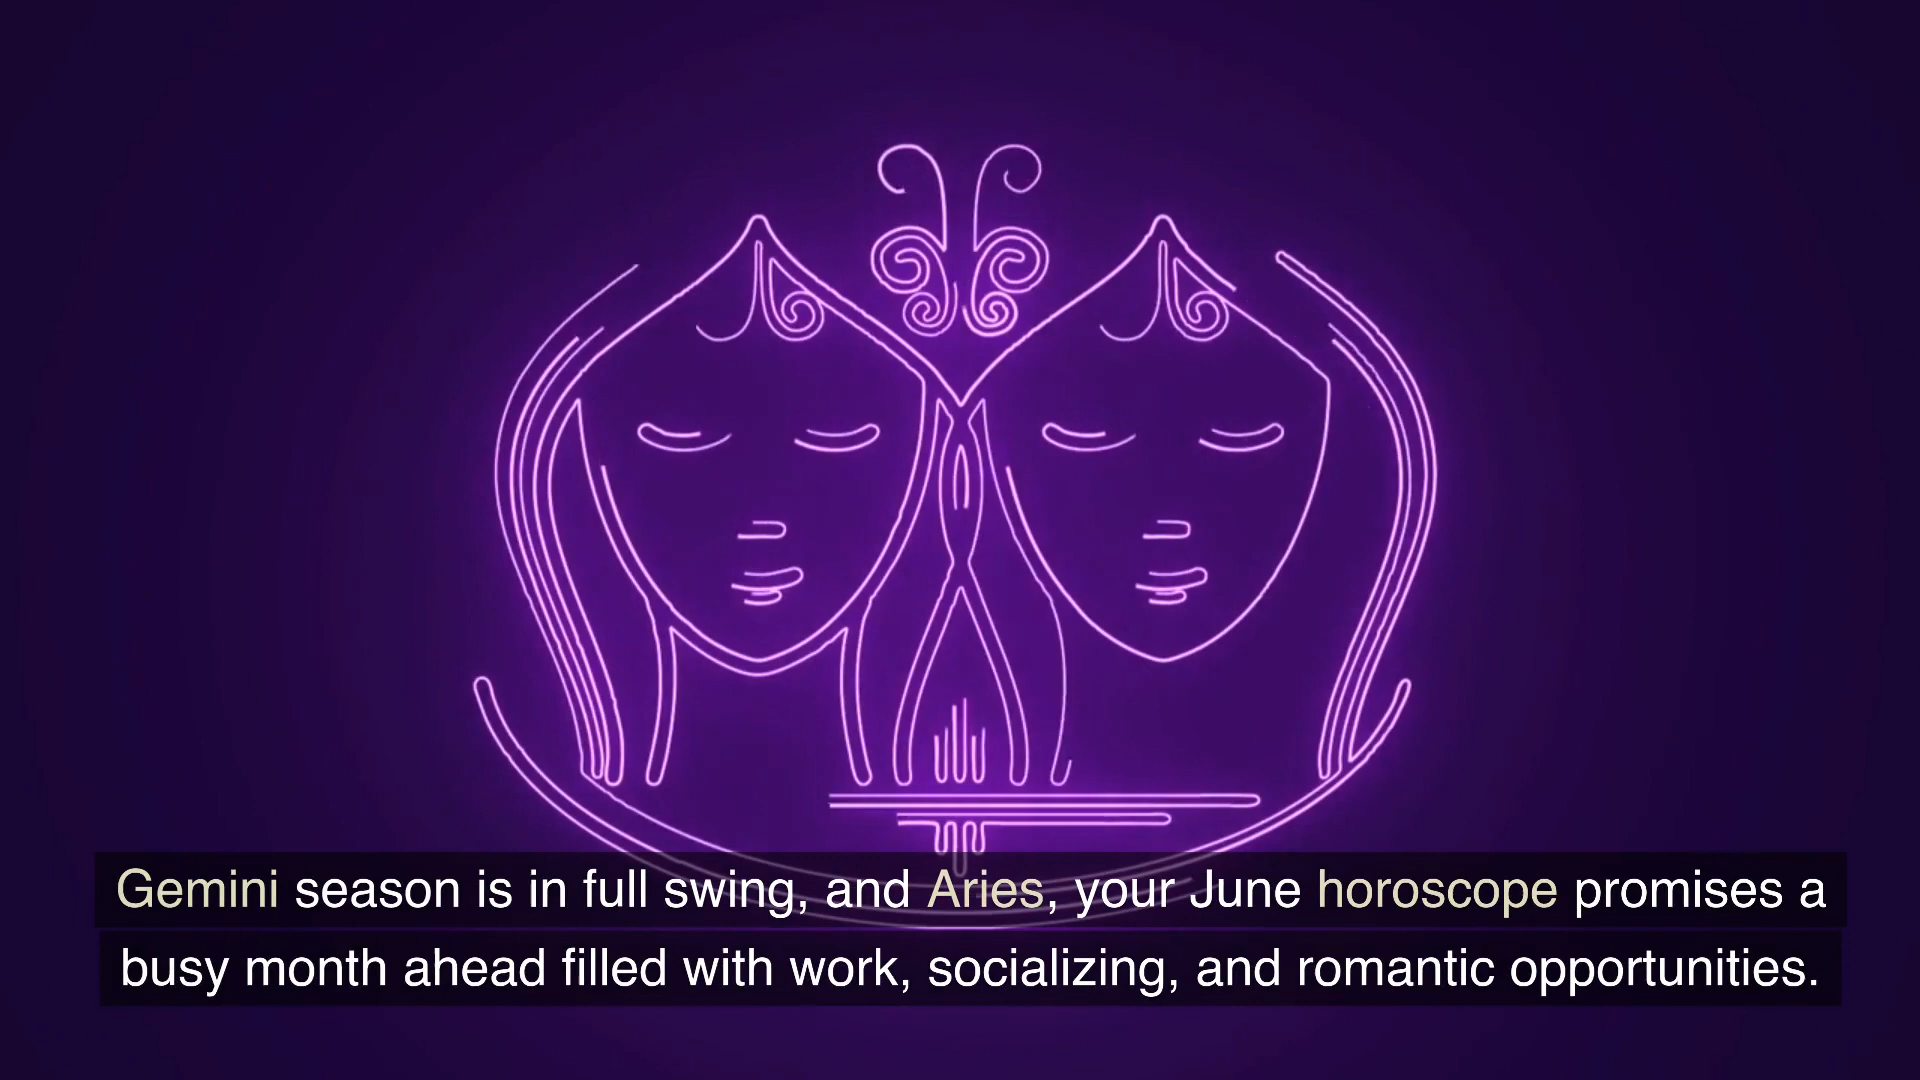 Gemini season is in full swing, and Aries, your June horoscope promises a
busy month ahead filled with work, socializing, and romantic opportunities.